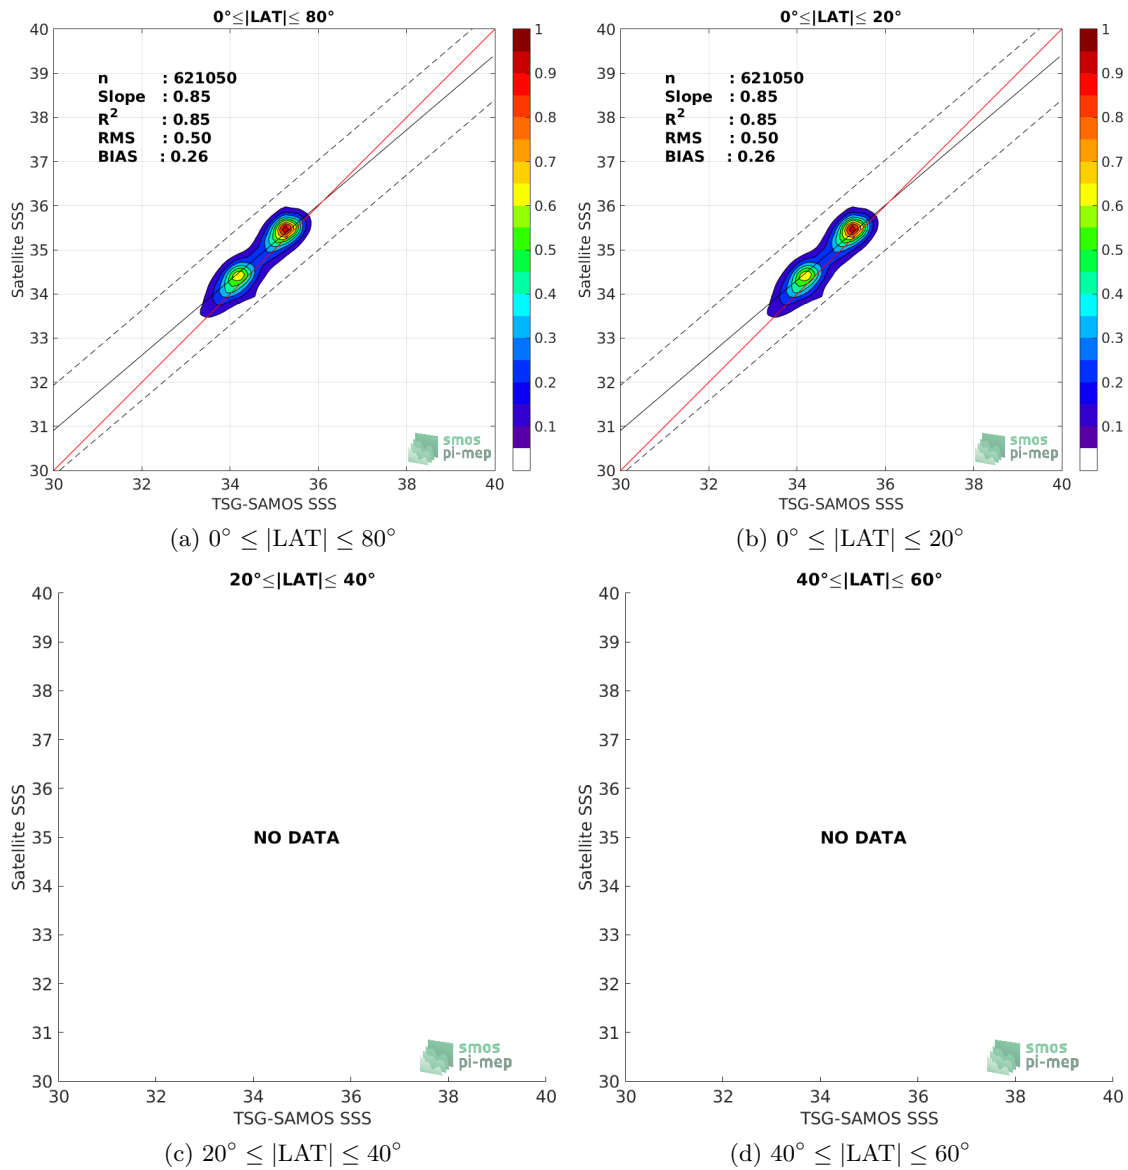 0°≤|LAT|≤ 80°
40
39
38
37
36
35
34
33
32
31
30
Satellite SSS
n : 621050
Slope : 0.85
R² : 0.85
RMS : 0.50
BIAS : 0.26
smos
pi-mep
30 32 34 36 38 40
TSG-SAMOS SSS
1
0.9
0.8
0.7
0.6
0.5
0.4
0.3
0.2
0.1
(a) 0° ≤ |LAT| ≤ 80°
0°≤|LAT|≤ 20°
40
39
38
37
36
35
34
33
32
31
30
Satellite SSS
n : 621050
Slope : 0.85
R² : 0.85
RMS : 0.50
BIAS : 0.26
smos
pi-mep
30 32 34 36 38 40
TSG-SAMOS SSS
1
0.9
0.8
0.7
0.6
0.5
0.4
0.3
0.2
0.1
(b) 0° ≤ |LAT| ≤ 20°
20°≤|LAT|≤ 40°
40
39
38
37
36
35
34
33
32
31
30
Satellite SSS
NO DATA
smos
pi-mep
30 32 34 36 38 40
TSG-SAMOS SSS
(c) 20° ≤ |LAT| ≤ 40°
40°≤|LAT|≤ 60°
40
39
38
37
36
35
34
33
32
31
30
Satellite SSS
NO DATA
smos
pi-mep
30 32 34 36 38 40
TSG-SAMOS SSS
(d) 40° ≤ |LAT| ≤ 60°